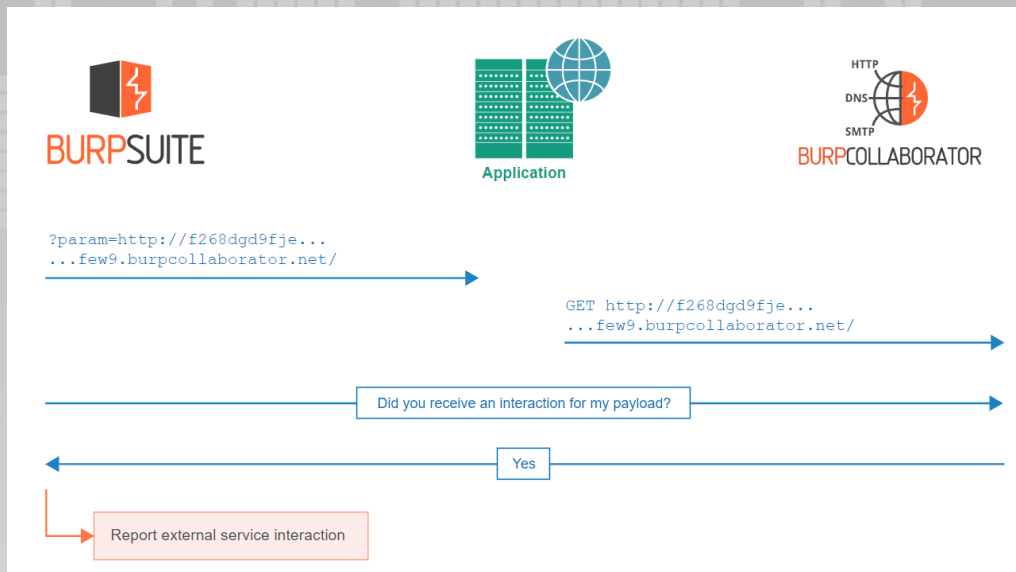 BURPSUITE
Application
HTTP
DNS
SMTP
BURPCOLLABORATOR
?param=http://f268dgd9fje...
...few9.burpcollaborator.net/
GET http://f268dgd9fje...
...few9.burpcollaborator.net/
Did you receive an interaction for my payload?
Yes
Report external service interaction